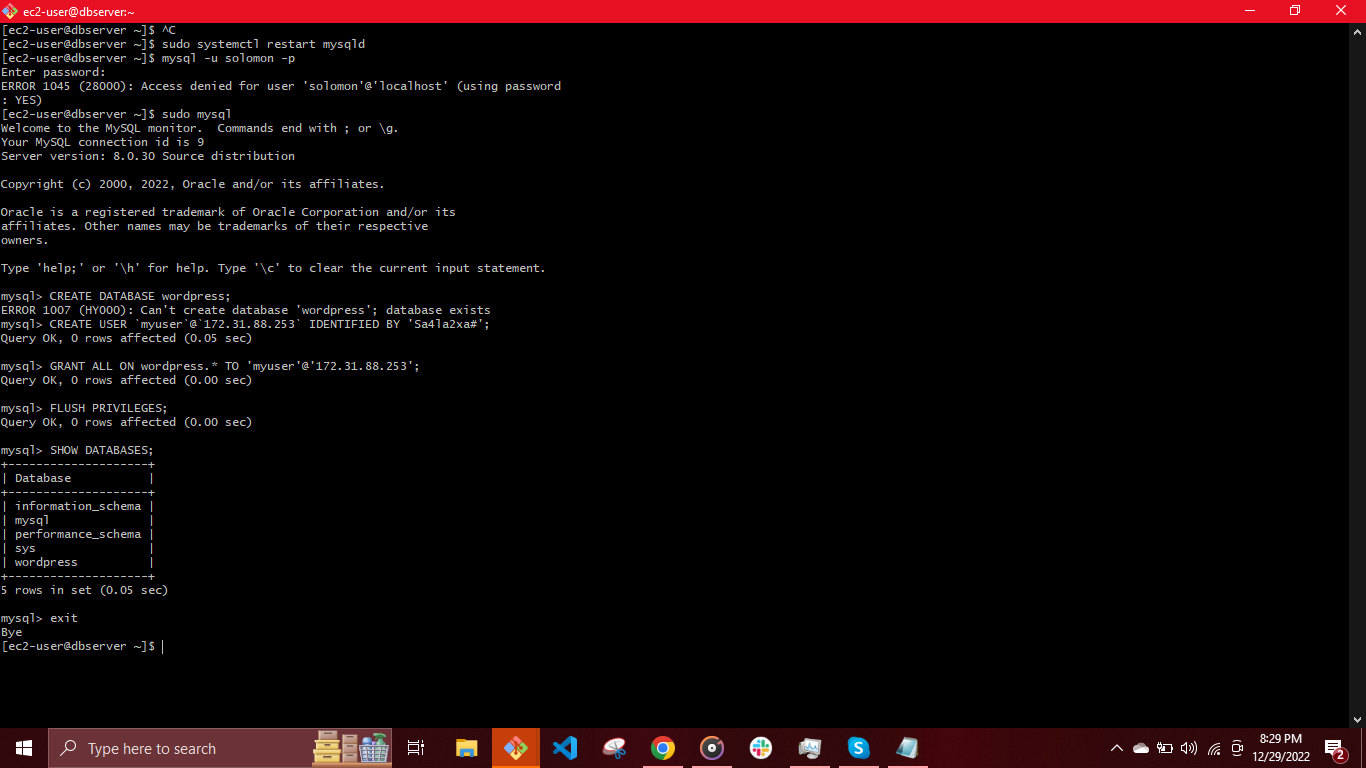 ec2-user@dbserver:~
[ec2-user@dbserver ~]$ ^C
[ec2-user@dbserver ~]$ sudo systemctl restart mysqld
[ec2-user@dbserver ~]$ mysql -u solomon -p
Enter password:
ERROR 1045 (28000): Access denied for user 'solomon'@'localhost' (using password
: YES)
[ec2-user@dbserver ~]$ sudo mysql
Welcome to the MySQL monitor.  Commands end with ; or \g.
Your MySQL connection id is 9
Server version: 8.0.30 Source distribution
Copyright (c) 2000, 2022, Oracle and/or its affiliates.
Oracle is a registered trademark of Oracle Corporation and/or its
affiliates. Other names may be trademarks of their respective
owners.
Type 'help;' or '\h' for help. Type '\c' to clear the current input statement.
mysql> CREATE DATABASE wordpress;
ERROR 1007 (HY000): Can't create database 'wordpress'; database exists
mysql> CREATE USER `myuser`@`172.31.88.253` IDENTIFIED BY 'Sa4la2xa#';
Query OK, 0 rows affected (0.05 sec)
mysql> GRANT ALL ON wordpress.* TO 'myuser'@'172.31.88.253';
Query OK, 0 rows affected (0.00 sec)
mysql> FLUSH PRIVILEGES;
Query OK, 0 rows affected (0.00 sec)
mysql> SHOW DATABASES;
+--------------------+
| Database           |
+--------------------+
| information_schema |
| mysql              |
| performance_schema |
| sys                |
| wordpress          |
+--------------------+
5 rows in set (0.05 sec)
mysql> exit
Bye
[ec2-user@dbserver ~]$
Type here to search
8:29 PM
12/29/2022
2